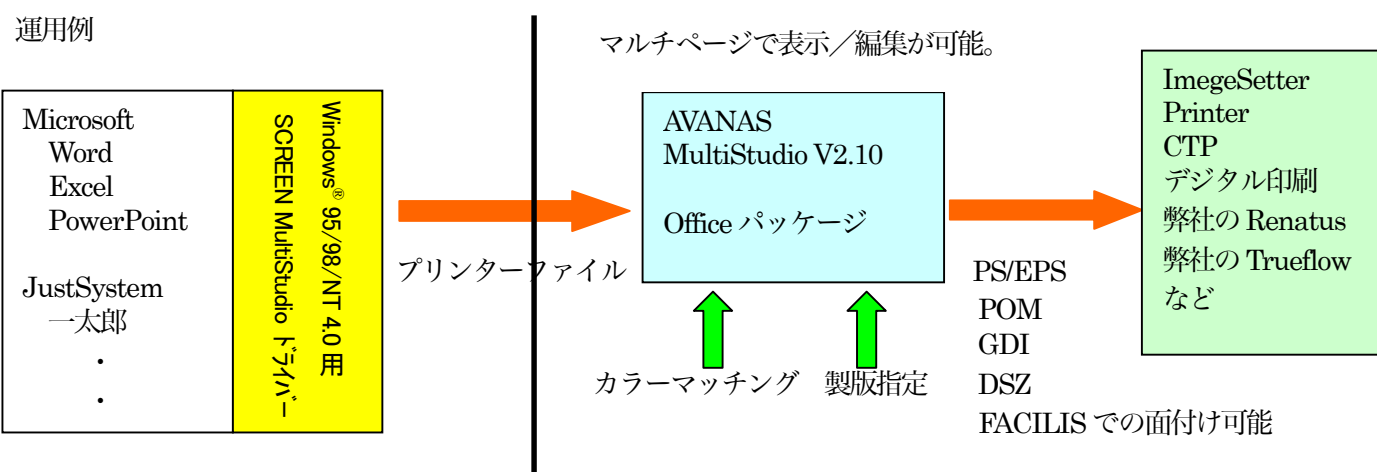 運用例
Microsoft
Word
Excel
PowerPoint
JustSystem
一太郎
・
・
Windows® 95/98/NT 4.0 用
SCREEN MultiStudio ドライバー
プリンターファイル
マルチページで表示／編集が可能。
AVANAS
MultiStudio V2.10
Office パッケージ
カラーマッチング 製版指定
PS/EPS
POM
GDI
DSZ
FACILIS での面付け可能
ImegeSetter
Printer
CTP
デジタル印刷
弊社の Renatus
弊社の Trueflow
など